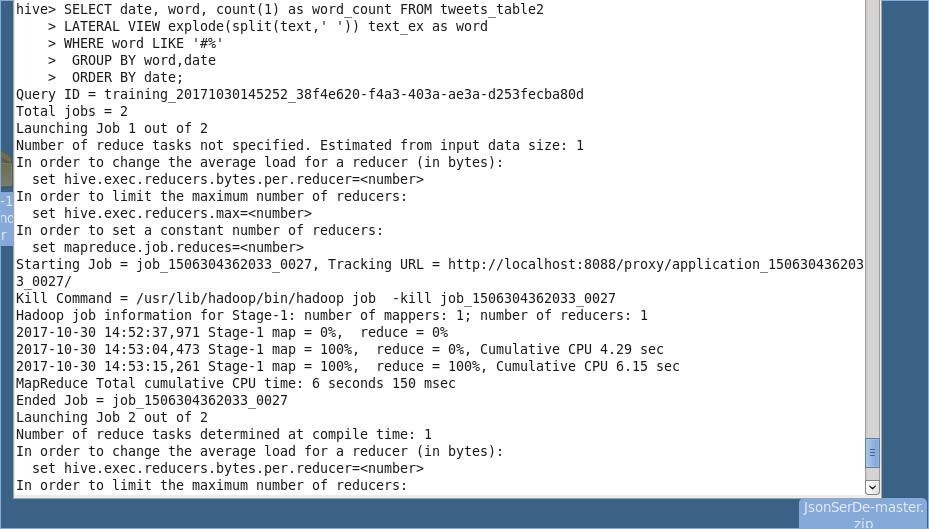 hive> SELECT date, word, count(1) as word_count FROM tweets_table2
    > LATERAL VIEW explode(split(text,' ')) text_ex as word
    > WHERE word LIKE '#%'
    >  GROUP BY word,date
    >  ORDER BY date;
Query ID = training_20171030145252_38f4e620-f4a3-403a-ae3a-d253fecba80d
Total jobs = 2
Launching Job 1 out of 2
Number of reduce tasks not specified. Estimated from input data size: 1
In order to change the average load for a reducer (in bytes):
  set hive.exec.reducers.bytes.per.reducer=<number>
In order to limit the maximum number of reducers:
  set hive.exec.reducers.max=<number>
In order to set a constant number of reducers:
  set mapreduce.job.reduces=<number>
Starting Job = job_1506304362033_0027, Tracking URL = http://localhost:8088/proxy/application_150630436203
3_0027/
Kill Command = /usr/lib/hadoop/bin/hadoop job  -kill job_1506304362033_0027
Hadoop job information for Stage-1: number of mappers: 1; number of reducers: 1
2017-10-30 14:52:37,971 Stage-1 map = 0%,  reduce = 0%
2017-10-30 14:53:04,473 Stage-1 map = 100%,  reduce = 0%, Cumulative CPU 4.29 sec
2017-10-30 14:53:15,261 Stage-1 map = 100%,  reduce = 100%, Cumulative CPU 6.15 sec
MapReduce Total cumulative CPU time: 6 seconds 150 msec
Ended Job = job_1506304362033_0027
Launching Job 2 out of 2
Number of reduce tasks determined at compile time: 1
In order to change the average load for a reducer (in bytes):
  set hive.exec.reducers.bytes.per.reducer=<number>
In order to limit the maximum number of reducers:
-1
nd
r
JsonSerDe-master.
zip